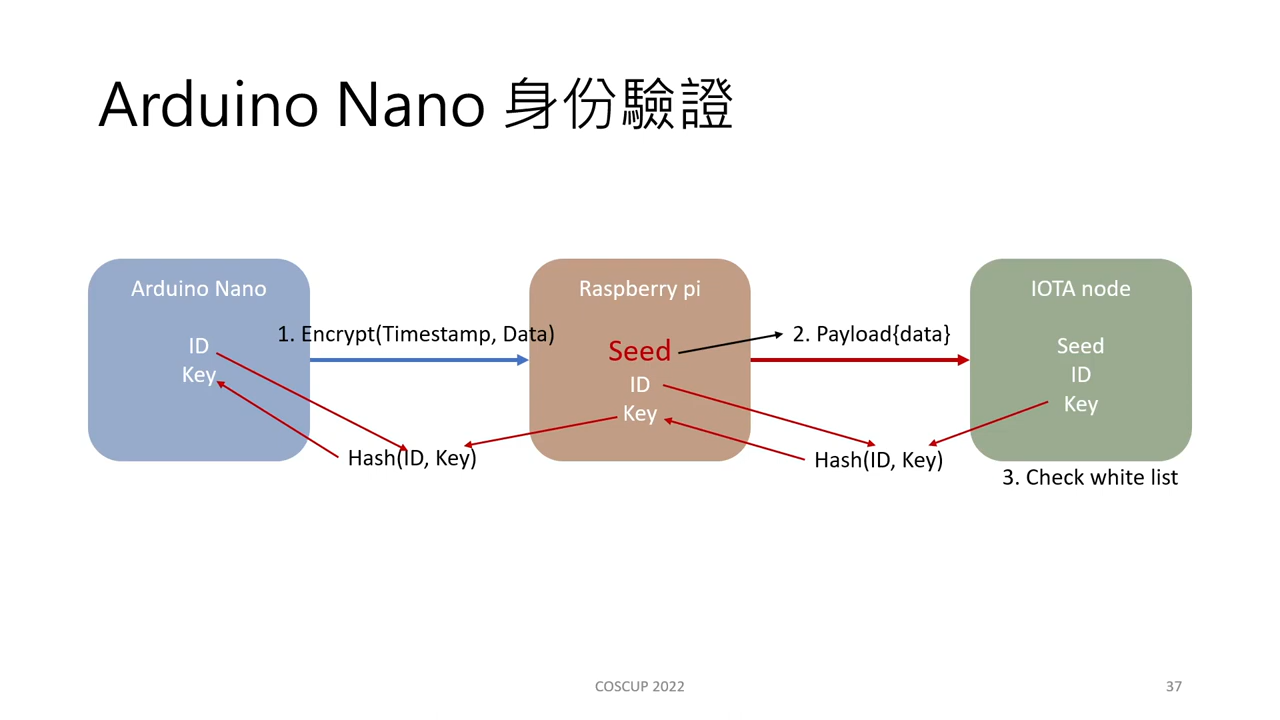 Arduino Nano 身份驗證
Arduino Nano
ID
Key
1. Encrypt(Timestamp, Data)
Hash(ID, Key)
Raspberry pi
Seed
ID
Key
2. Payload{data}
Hash(ID, Key)
IOTA node
Seed
ID
Key
3. Check white list
COSCUP 2022
37